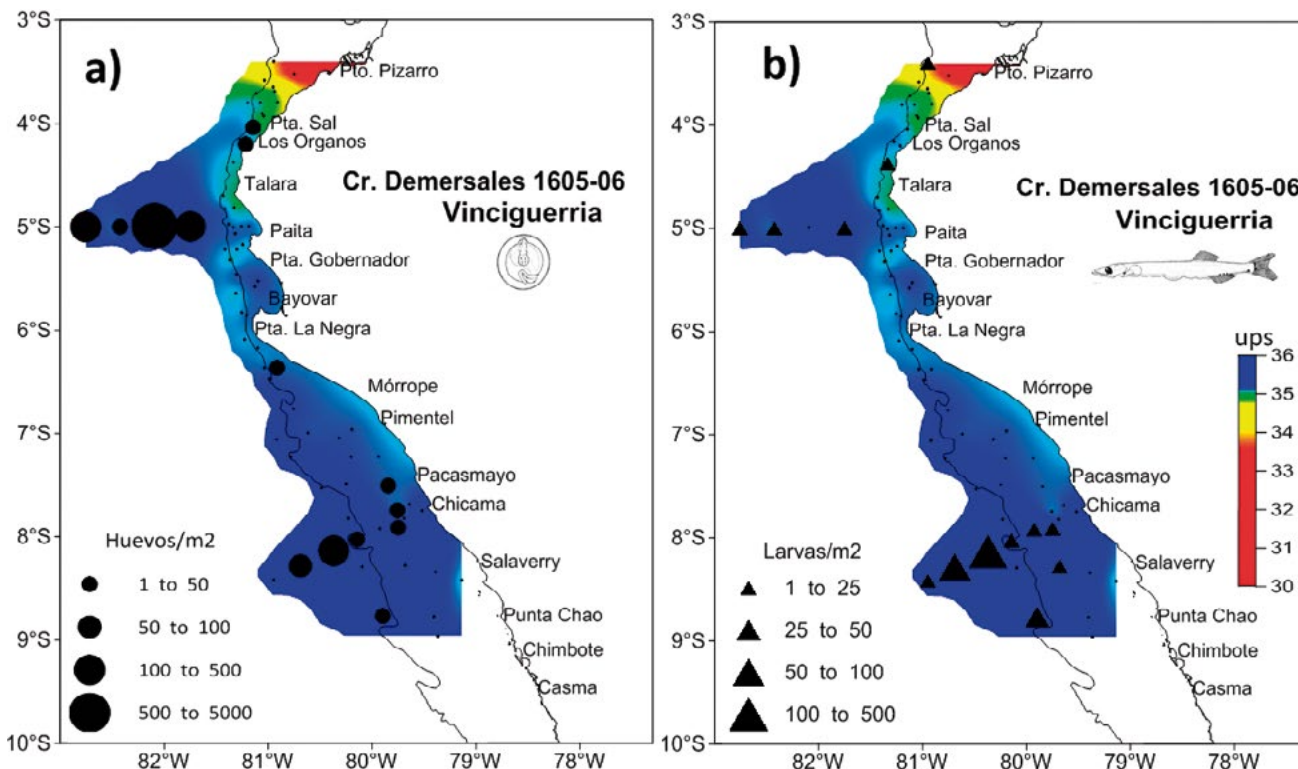 a)
3°S
4°S
5°S
6°S
7°S
8°S
9°S
10°S
Pto. Pizarro
Pta. Sal
Los Organos
Talara
Cr. Demersales 1605-06
Vinciguerria
Paita
Pta. Gobernador
Bayovar
Pta. La Negra
Mórrope
Pimentel
Pacasmayo
Chicama
Salaverry
Punta Chao
Chimbote
Casma
Huevos/m2
1 to 50
50 to 100
100 to 500
500 to 5000
82°W 81°W 80°W 79°W 78°W
b)
3°S
4°S
5°S
6°S
7°S
8°S
9°S
10°S
Pto. Pizarro
Pta. Sal
Los Organos
Talara
Cr. Demersales 1605-06
Vinciguerria
Paita
Pta. Gobernador
Bayovar
Pta. La Negra
Mórrope
Pimentel
Pacasmayo
Chicama
Salaverry
Punta Chao
Chimbote
Casma
ups
36
35
34
33
32
31
30
Larvas/m2
1 to 25
25 to 50
50 to 100
100 to 500
82°W 81°W 80°W 79°W 78°W